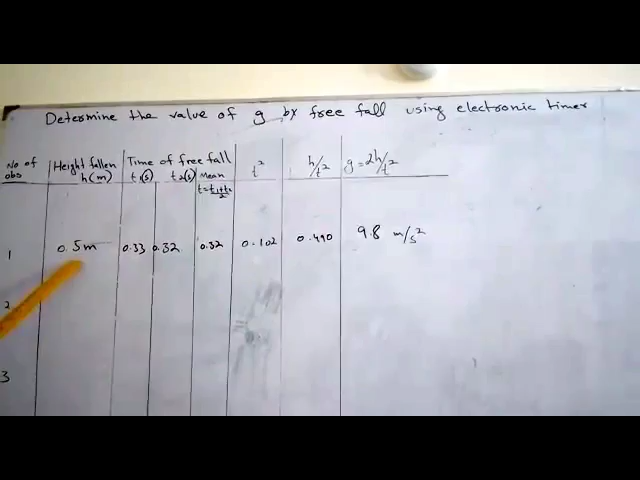 Determine the value of g by free fall using electronic timer
No of obs
Height fallen h(m)
Time of free fall
t₁(s) t₂(s) Mean t=t₁+t₂/2
t²
h/t²
g=2h/t²
1 0.5m 0.33 0.32 0.32 0.102 0.490 9.8 m/s²
2
3